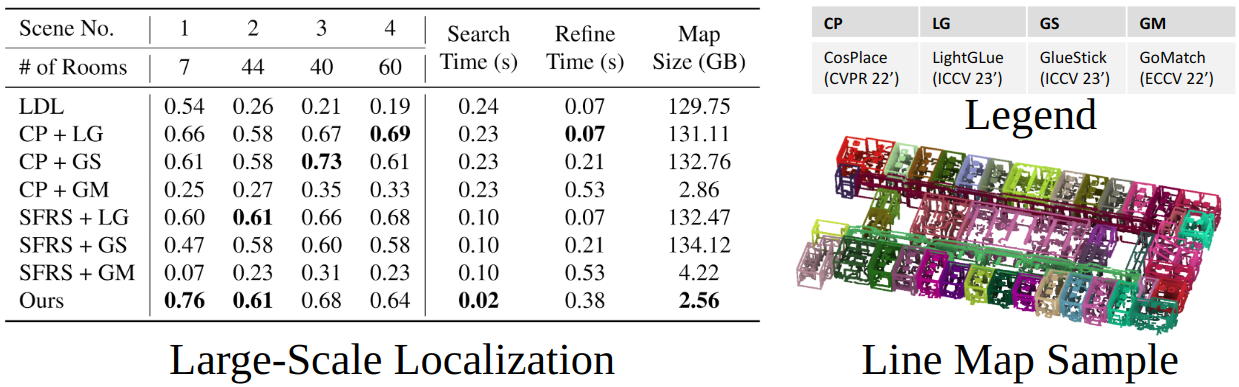 Scene No. 1 2 3 4 Search Time (s) Refine Time (s) Map Size (GB)
# of Rooms 7 44 40 60
LDL 0.54 0.26 0.21 0.19 0.24 0.07 129.75
CP + LG 0.66 0.58 0.67 0.69 0.23 0.07 131.11
CP + GS 0.61 0.58 0.73 0.61 0.23 0.21 132.76
CP + GM 0.25 0.27 0.35 0.33 0.23 0.53 2.86
SFRS + LG 0.60 0.61 0.66 0.68 0.10 0.07 132.47
SFRS + GS 0.47 0.58 0.60 0.58 0.10 0.21 134.12
SFRS + GM 0.07 0.23 0.31 0.23 0.10 0.53 4.22
Ours 0.76 0.61 0.68 0.64 0.02 0.38 2.56
Large-Scale Localization
CP LG GS GM
CosPlace LightGLue GlueStick GoMatch
(CVPR 22’) (ICCV 23’) (ICCV 23’) (ECCV 22’)
Legend
Line Map Sample